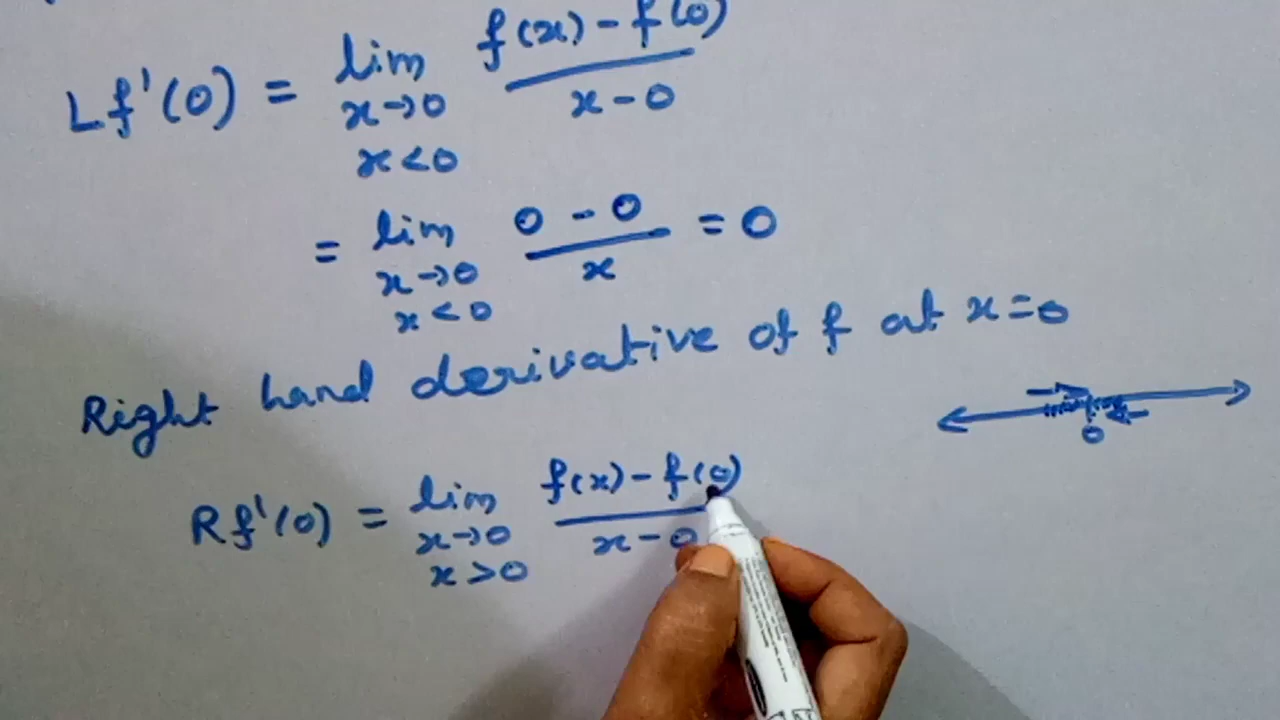 Lf'(0) = lim f(x) - f(0)
x→0 x - 0
x < 0
= lim 0 - 0 = 0
x→0 x
x < 0
Right hand derivative of f at x = 0
0
Rf'(0) = lim f(x) - f(0)
x→0 x - 0
x > 0